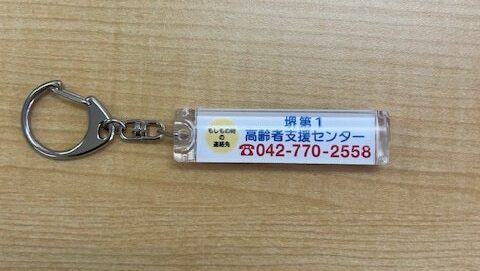 もしもの時
の
連絡先
堺第1
高齢者支援センター
☎042-770-2558